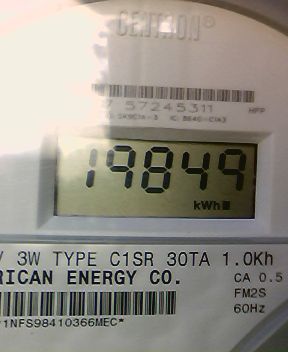 CENTRON®
57245311
HFP
19849
kWh
3W TYPE C1SR 30TA 1.0Kh
RICAN ENERGY CO.
CA 0.5
FM2S
60Hz
1NFS98410366MEC*